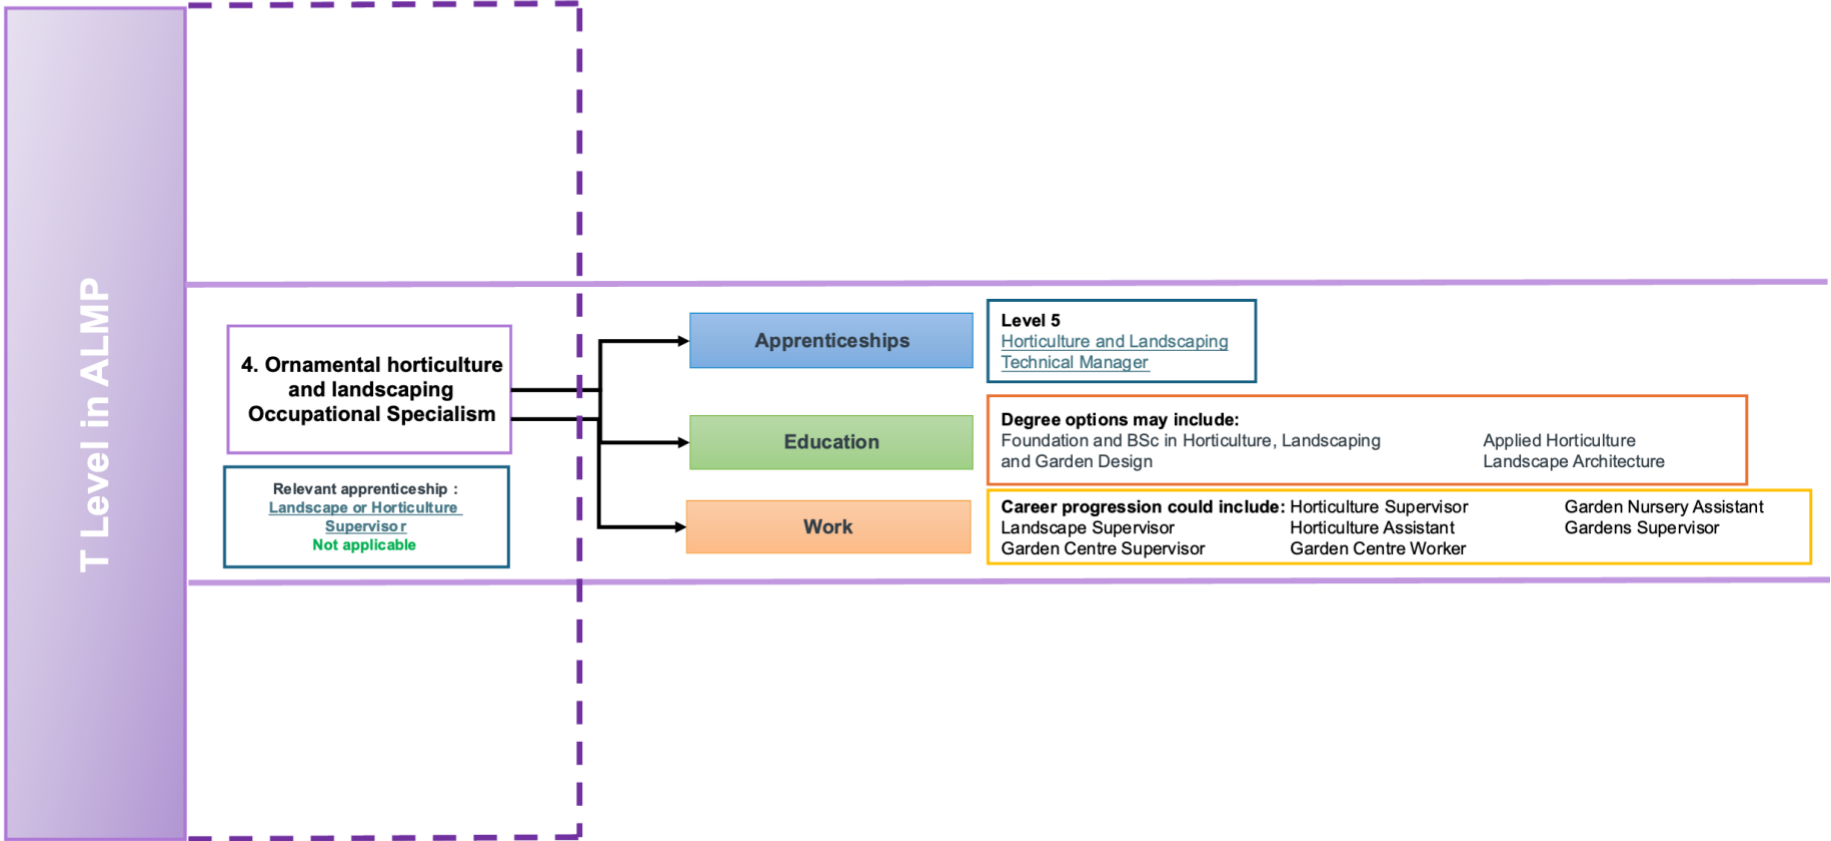 T Level in ALMP
4. Ornamental horticulture
and landscaping
Occupational Specialism
Relevant apprenticeship :
Landscape or Horticulture
Supervisor
Not applicable
Apprenticeships
Level 5
Horticulture and Landscaping
Technical Manager
Education
Degree options may include:
Foundation and BSc in Horticulture, Landscaping
and Garden Design
Applied Horticulture
Landscape Architecture
Work
Career progression could include: Horticulture Supervisor Garden Nursery Assistant
Landscape Supervisor Horticulture Assistant Gardens Supervisor
Garden Centre Supervisor Garden Centre Worker